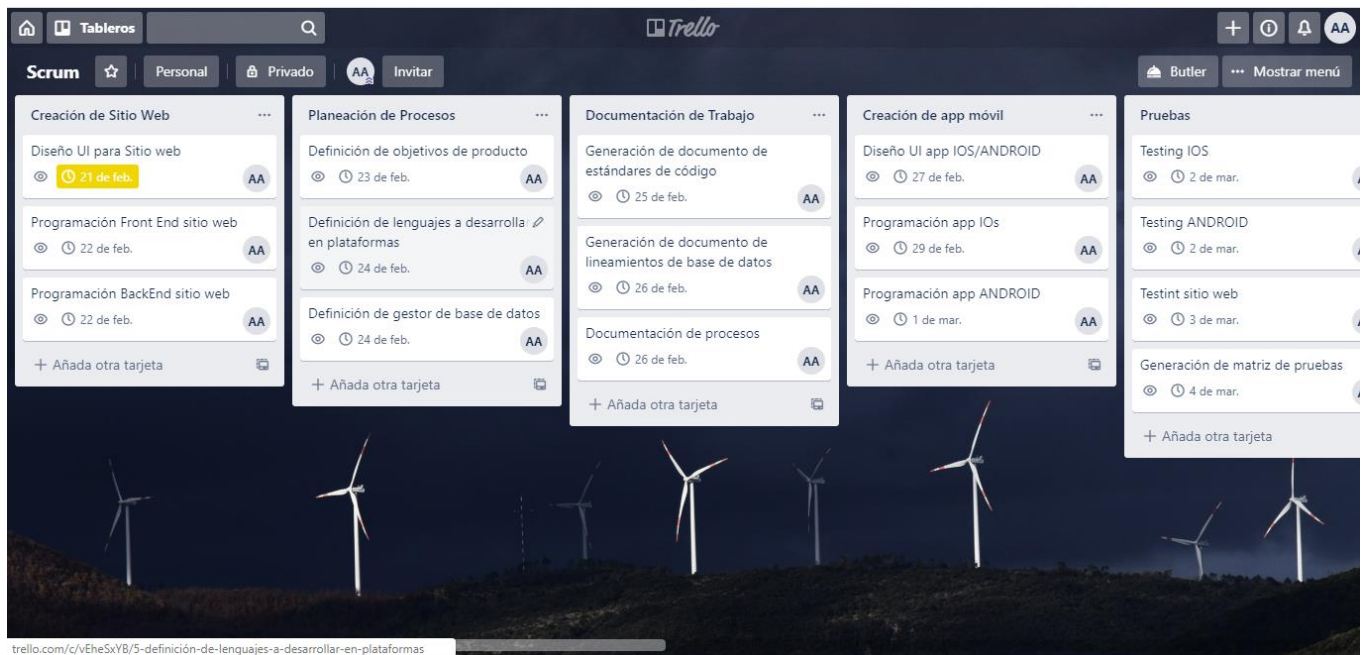 Tableros
Trello
AA
Scrum
Personal
Privado
AA
Invitar
Butler
Mostrar menú
Creación de Sitio Web
Diseño UI para Sitio web
21 de feb.
AA
Programación Front End sitio web
22 de feb.
AA
Programación BackEnd sitio web
22 de feb.
AA
+ Añada otra tarjeta
Planeación de Procesos
Definición de objetivos de producto
23 de feb.
AA
Definición de lenguajes a desarrolla
en plataformas
24 de feb.
AA
Definición de gestor de base de datos
24 de feb.
AA
+ Añada otra tarjeta
Documentación de Trabajo
Generación de documento de
estándares de código
25 de feb.
AA
Generación de documento de
lineamientos de base de datos
26 de feb.
AA
Documentación de procesos
26 de feb.
AA
+ Añada otra tarjeta
Creación de app móvil
Diseño UI app IOS/ANDROID
27 de feb.
AA
Programación app IOs
29 de feb.
AA
Programación app ANDROID
1 de mar.
AA
+ Añada otra tarjeta
Pruebas
Testing IOS
2 de mar.
Testing ANDROID
2 de mar.
Testint sitio web
3 de mar.
Generación de matriz de pruebas
4 de mar.
+ Añada otra tarjeta
trello.com/c/vEheSxYB/5-definición-de-lenguajes-a-desarrollar-en-plataformas